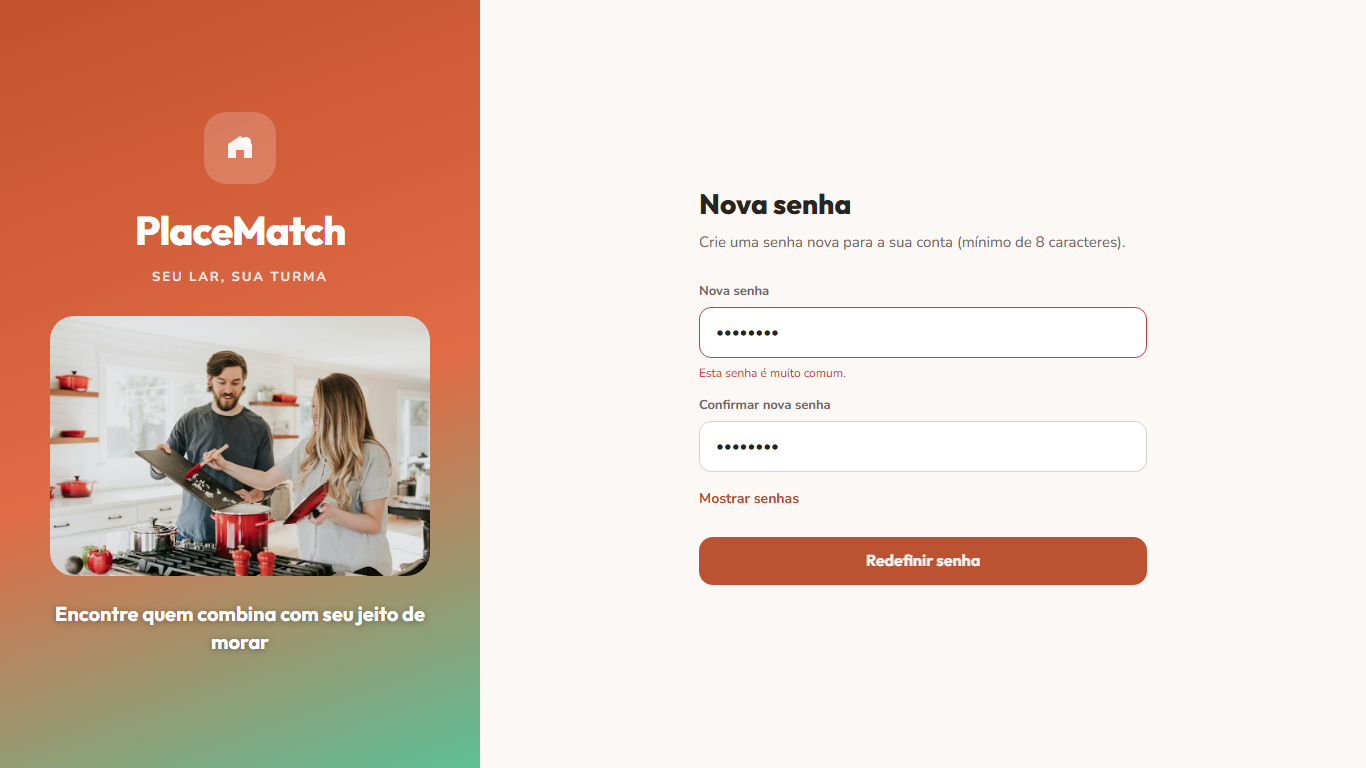 PlaceMatch
SEU LAR, SUA TURMA
Encontre quem combina com seu jeito de
morar
Nova senha
Crie uma senha nova para a sua conta (mínimo de 8 caracteres).
Nova senha
••••••••
Esta senha é muito comum.
Confirmar nova senha
••••••••
Mostrar senhas
Redefinir senha